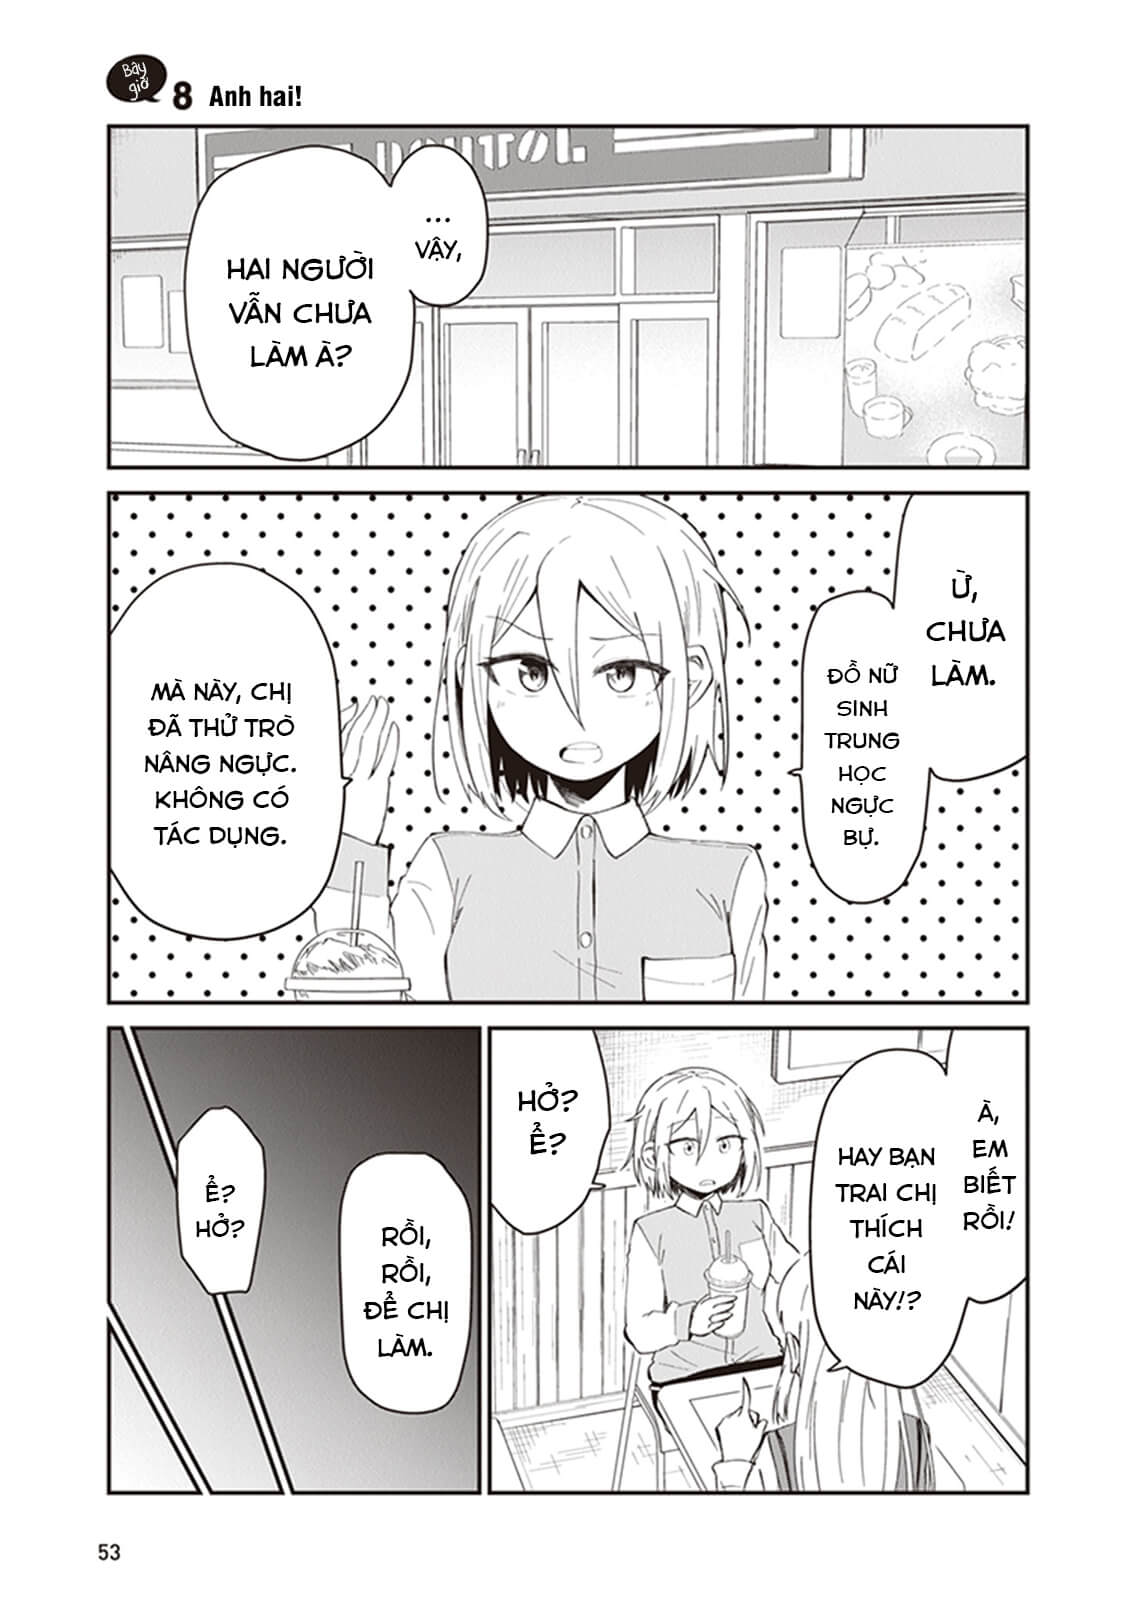 Bây
giờ
8 Anh hai!
DOUTOL
...
VẬY,
HAI NGƯỜI
VẪN CHƯA
LÀM À?
Ừ,
CHƯA
LÀM.
ĐỒ NỮ
SINH
TRUNG
HỌC
NGỰC
BỰ.
MÀ NÀY, CHỊ
ĐÃ THỬ TRÒ
NÂNG NGỰC.
KHÔNG CÓ
TÁC DỤNG.
À,
EM
BIẾT
RỒI!
HAY BẠN
TRAI CHỊ
THÍCH
CÁI
NÀY!?
HỞ?
Ể?
RỒI,
RỒI,
ĐỂ CHỊ
LÀM.
Ể?
HỞ?
53